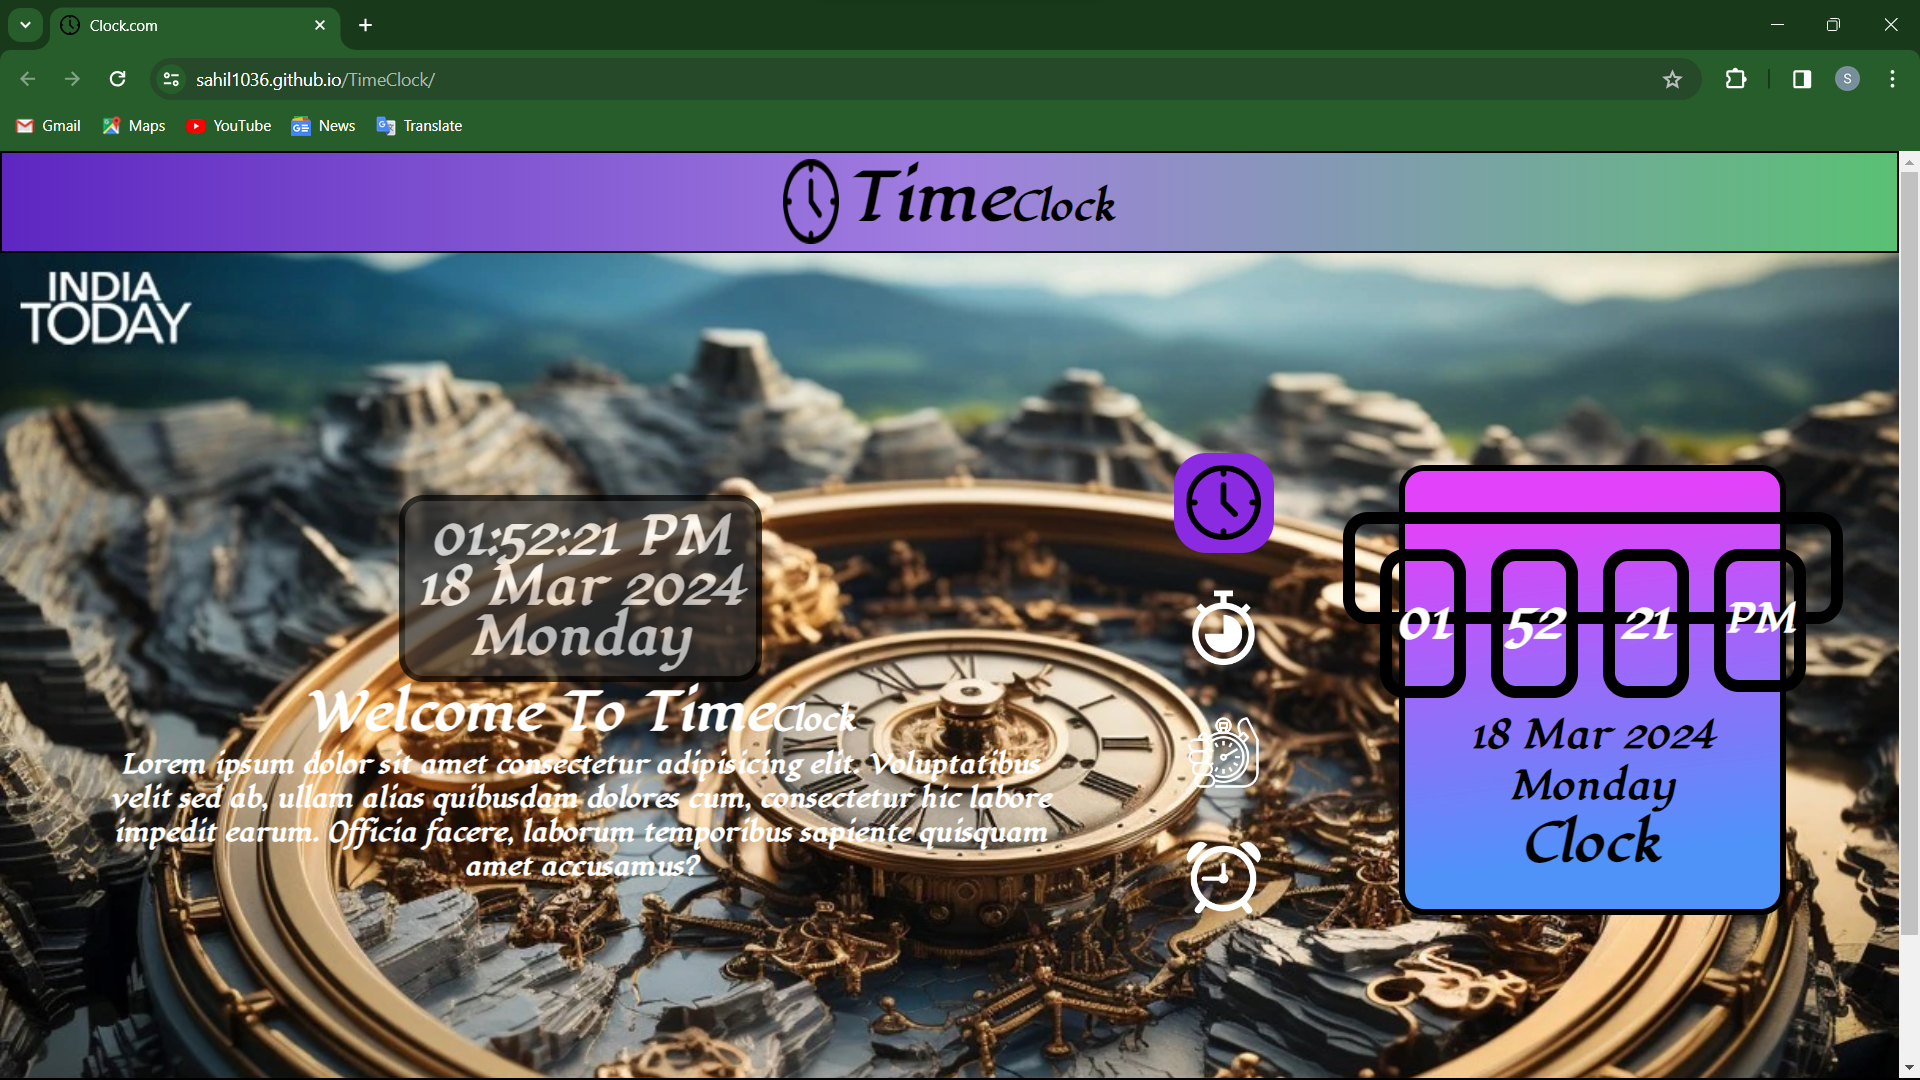 Clock.com
sahil1036.github.io/TimeClock/
S
Gmail
Maps
YouTube
News
Translate
TimeClock
INDIA
TODAY
01:52:21 PM
18 Mar 2024
Monday
Welcome To TimeClock
Lorem ipsum dolor sit amet consectetur adipisicing elit. Voluptatibus
velit sed ab, ullam alias quibusdam dolores cum, consectetur hic labore
impedit earum. Officia facere, laborum temporibus sapiente quisquam
amet accusamus?
01 52 21 PM
18 Mar 2024
Monday
Clock